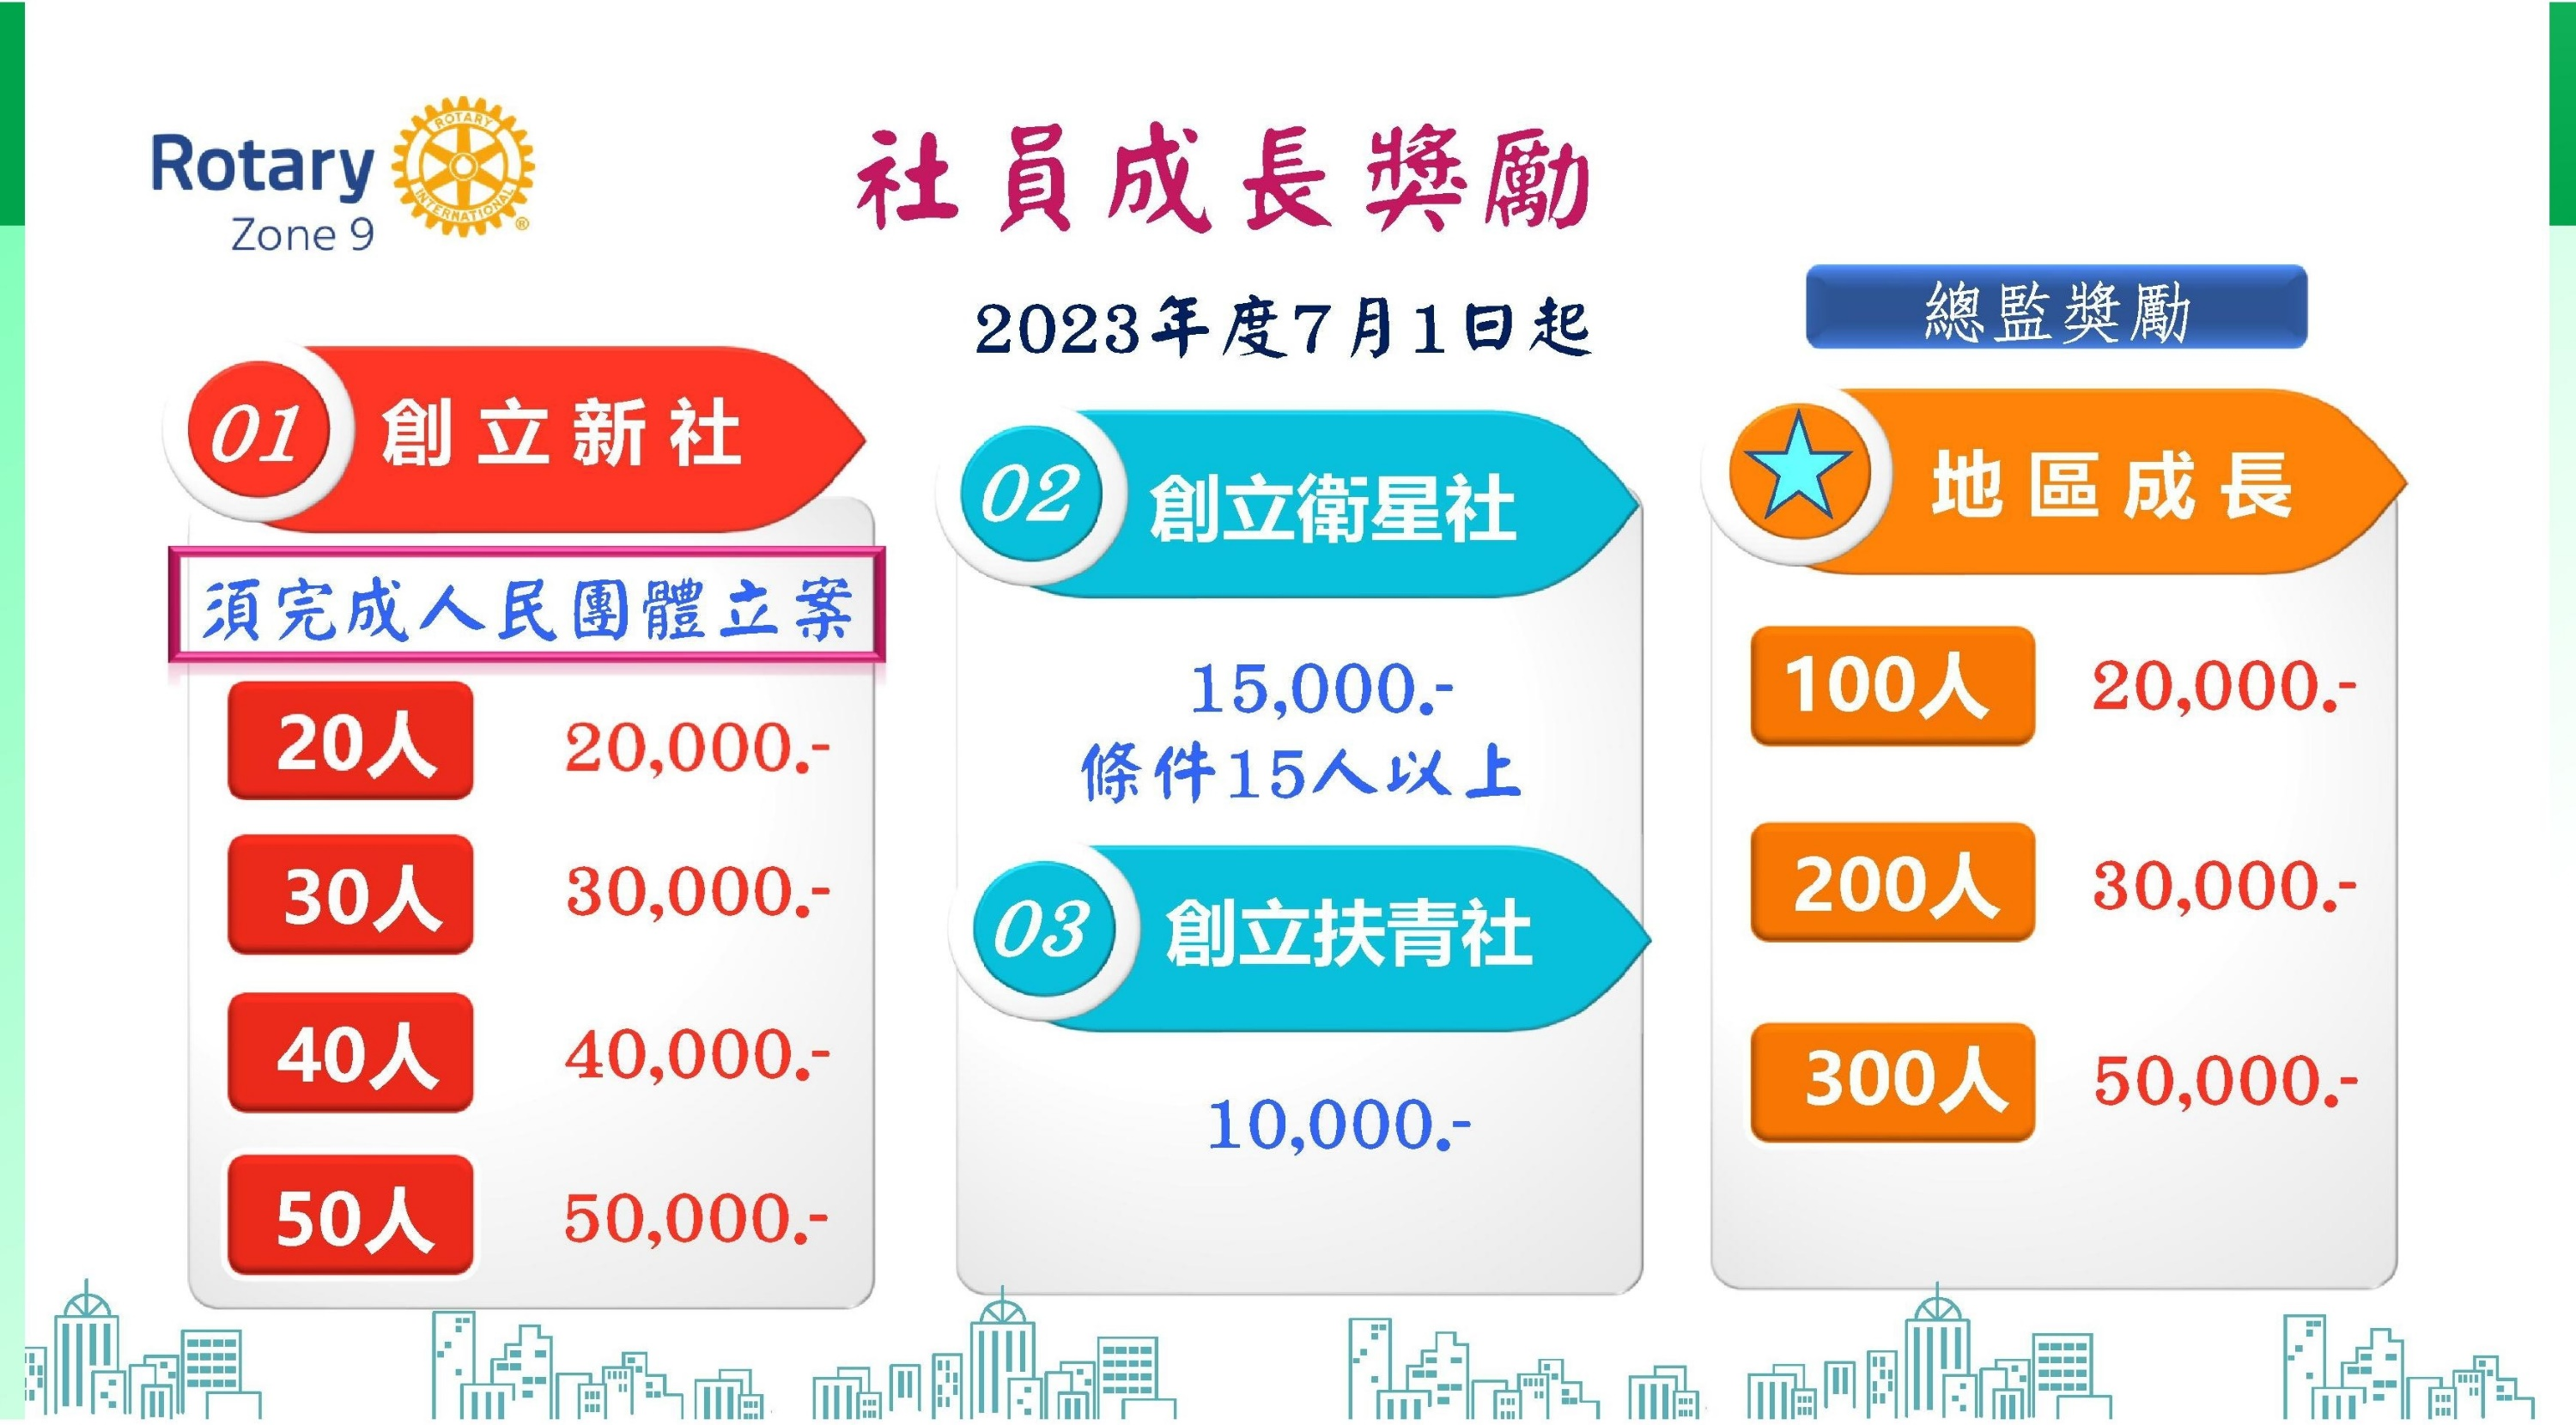 Rotary
Zone 9
ROTARY
INTERNATIONAL
®
社員成長獎勵
2023年度7月1日起
01 創立新社
須完成人民團體立案
20人 20,000.-
30人 30,000.-
40人 40,000.-
50人 50,000.-
02 創立衛星社
15,000.-
條件15人以上
03 創立扶青社
10,000.-
總監獎勵
地區成長
100人 20,000.-
200人 30,000.-
300人 50,000.-